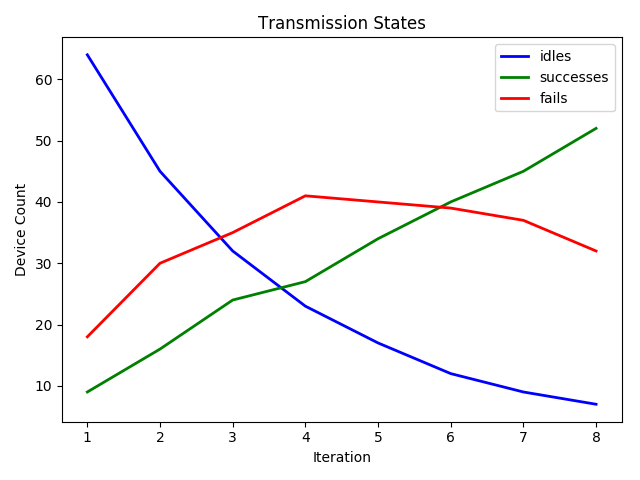 Transmission States
idles
successes
fails
60
50
40
30
20
10
Device Count
1 2 3 4 5 6 7 8
Iteration